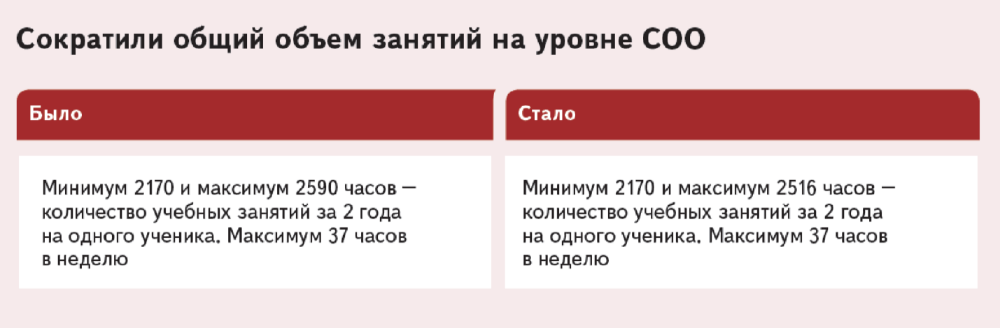 Сократили общий объем занятий на уровне СОО
Было
Минимум 2170 и максимум 2590 часов —
количество учебных занятий за 2 года
на одного ученика. Максимум 37 часов
в неделю
Стало
Минимум 2170 и максимум 2516 часов —
количество учебных занятий за 2 года
на одного ученика. Максимум 37 часов
в неделю